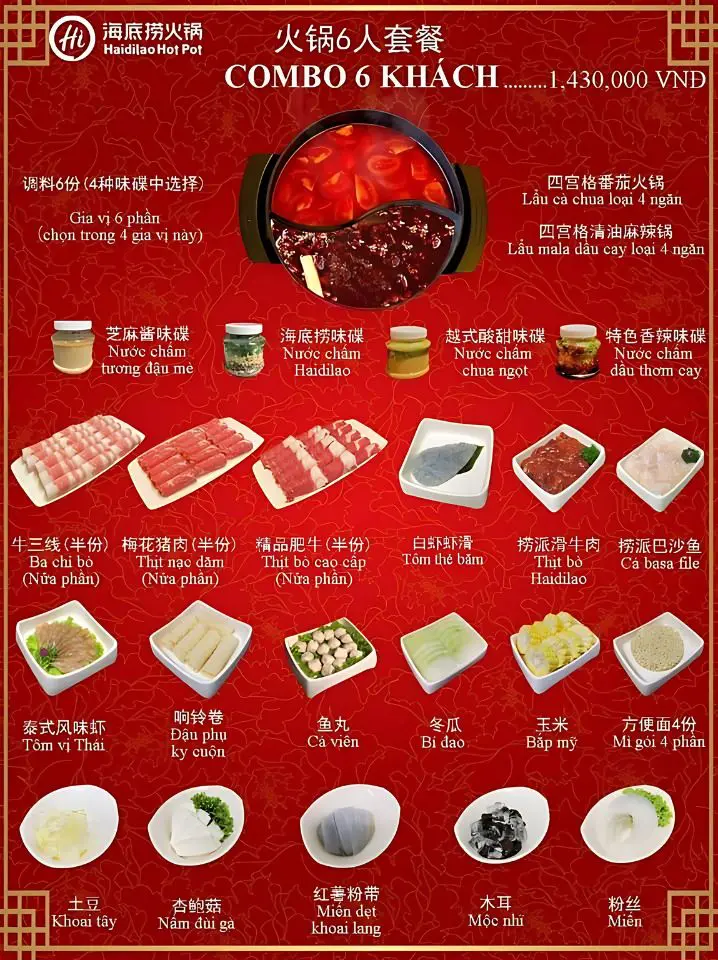 Hi
海底捞火锅
Haidilao Hot Pot
火锅6人套餐
COMBO 6 KHÁCH.........1,430,000 VNĐ
调料6份(4种味碟中选择)
Gia vị 6 phần
(chọn trong 4 gia vị này)
四宫格番茄火锅
Lẩu cà chua loại 4 ngăn
四宫格清油麻辣锅
Lẩu mala dầu cay loại 4 ngăn
芝麻酱味碟
Nước chấm
tương đậu mè
海底捞味碟
Nước chấm
Haidilao
越式酸甜味碟
Nước chấm
chua ngọt
特色香辣味碟
Nước chấm
dầu thơm cay
牛三线(半份)
Ba chỉ bò
(Nửa phần)
梅花猪肉(半份)
Thịt nạc dăm
(Nửa phần)
精品肥牛(半份)
Thịt bò cao cấp
(Nửa phần)
白虾虾滑
Tôm thẻ băm
捞派滑牛肉
Thịt bò
Haidilao
捞派巴沙鱼
Cá basa file
泰式风味虾
Tôm vị Thái
响铃卷
Đậu phụ
ky cuộn
鱼丸
Cá viên
冬瓜
Bí đao
玉米
Bắp mỹ
方便面4份
Mì gói 4 phần
土豆
Khoai tây
杏鲍菇
Nấm đùi gà
红薯粉带
Miến dẹt
khoai lang
木耳
Mộc nhĩ
粉丝
Miến